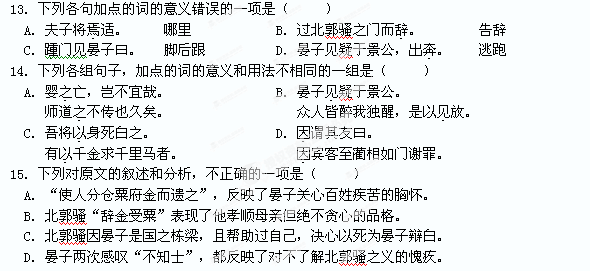 13. 下列各句加点的词的意义错误的一项是（　　）
A. 夫子将焉适。　　哪里　　B. 过北郭骚之门而辞。　　告辞
C. 踵门见晏子曰。　　脚后跟　　D. 晏子见疑于景公，出奔。　　逃跑
14. 下列各组句子，加点的词的意义和用法不相同的一组是（　　）
A. 婴之亡，岂不宜哉。　　B. 晏子见疑于景公。
师道之不传也久矣。　　众人皆醉我独醒，是以见放。
C. 吾将以身死白之。　　D. 因谓其友曰。
有以千金求千里马者。　　因宾客至蔺相如门谢罪。
15. 下列对原文的叙述和分析，不正确的一项是（　　）
A. “使人分仓粟府金而遗之”，反映了晏子关心百姓疾苦的胸怀。
B. 北郭骚“辞金受粟”表现了他孝顺母亲但绝不贪心的品格。
C. 北郭骚因晏子是国之栋梁，且帮助过自己，决心以死为晏子辩白。
D. 晏子两次感叹“不知士”，都反映了对不了解北郭骚之义的愧疚。